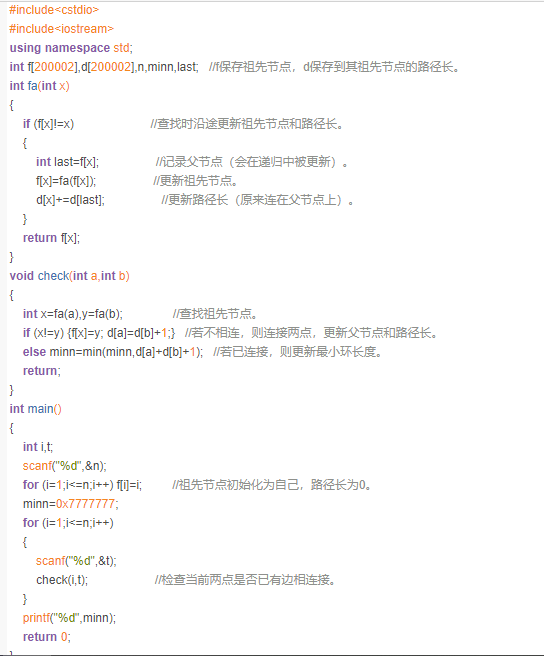 #include<cstdio>
#include<iostream>
using namespace std;
int f[200002],d[200002],n,minn,last;   //f保存祖先节点，d保存到其祖先节点的路径长。
int fa(int x)
{
    if (f[x]!=x)                       //查找时沿途更新祖先节点和路径长。
    {
        int last=f[x];                 //记录父节点（会在递归中被更新）。
        f[x]=fa(f[x]);                 //更新祖先节点。
        d[x]+=d[last];                 //更新路径长（原来连在父节点上）。
    }
    return f[x];
}
void check(int a,int b)
{
    int x=fa(a),y=fa(b);               //查找祖先节点。
    if (x!=y) {f[x]=y; d[a]=d[b]+1;}   //若不相连，则连接两点，更新父节点和路径长。
    else minn=min(minn,d[a]+d[b]+1);   //若已连接，则更新最小环长度。
    return;
}
int main()
{
    int i,t;
    scanf("%d",&n);
    for (i=1;i<=n;i++) f[i]=i;         //祖先节点初始化为自己，路径长为0。
    minn=0x7777777;
    for (i=1;i<=n;i++)
    {
        scanf("%d",&t);
        check(i,t);                    //检查当前两点是否已有边相连接。
    }
    printf("%d",minn);
    return 0;
}